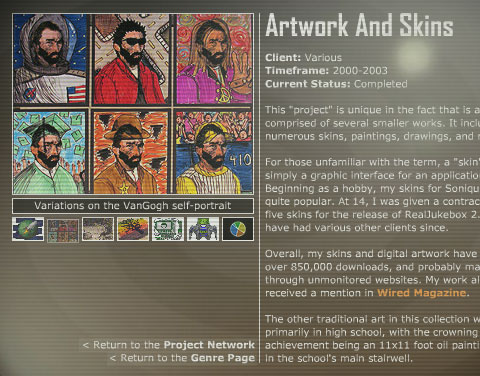 Artwork And Skins
Client: Various
Timeframe: 2000-2003
Current Status: Completed
This "project" is unique in the fact that is a
comprised of several smaller works. It inclu
numerous skins, paintings, drawings, and
For those unfamiliar with the term, a "skin"
simply a graphic interface for an application
Beginning as a hobby, my skins for Soniqu
quite popular. At 14, I was given a contrac
five skins for the release of RealJukebox 2.
have had various other clients since.
Overall, my skins and digital artwork have
over 850,000 downloads, and probably ma
through unmonitored websites. My work al
received a mention in Wired Magazine.
The other traditional art in this collection w
primarily in high school, with the crowning
achievement being an 11x11 foot oil painti
in the school's main stairwell.
410
Variations on the VanGogh self-portrait
< Return to the Project Network
< Return to the Genre Page